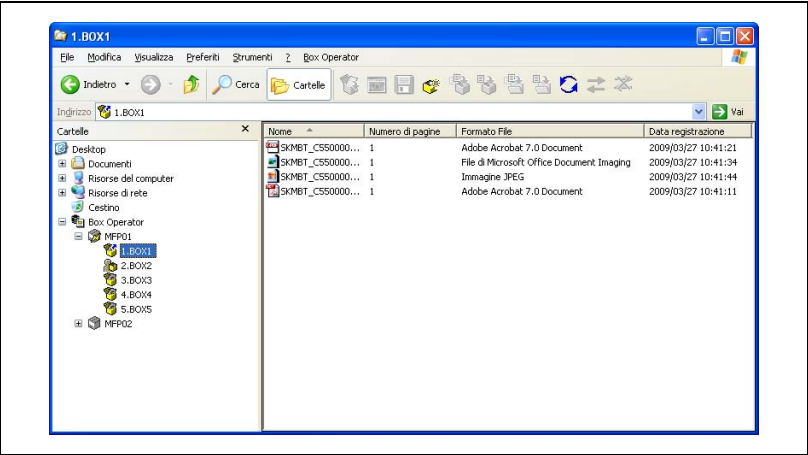 1.BOX1
File Modifica Visualizza Preferiti Strumenti ? Box Operator
Indietro Cerca Cartelle
Indirizzo 1.BOX1 Vai
Cartelle
Nome Numero di pagine Formato File Data registrazione
Desktop
Documenti
Risorse del computer
Risorse di rete
Cestino
Box Operator
MFP01
1.BOX1
2.BOX2
3.BOX3
4.BOX4
5.BOX5
MFP02
SKMBT_C550000... 1 Adobe Acrobat 7.0 Document 2009/03/27 10:41:21
SKMBT_C550000... 1 File di Microsoft Office Document Imaging 2009/03/27 10:41:34
SKMBT_C550000... 1 Immagine JPEG 2009/03/27 10:41:44
SKMBT_C550000... 1 Adobe Acrobat 7.0 Document 2009/03/27 10:41:11